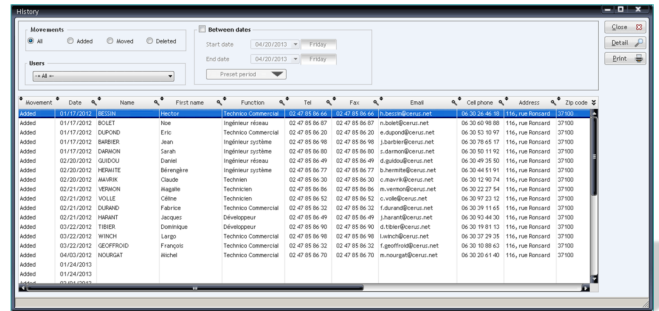 History
Movements
All Added Moved Deleted
Users
Between dates
Start date 04/20/2013 Friday
End date 04/20/2013 Friday
Preset period
Close
Detail
Print
Movement Date Name First name Function Tel Fax Email Cell phone Address Zip code
Added 01/17/2012 BESSIN Hector Technico Commercial 02 47 85 86 66 02 47 85 86 66 h.bessin@cerus.net 06 30 26 46 18 116, rue Ronsard 37100
Added 01/17/2012 BOLET Noe Ingénieur réseau 02 47 85 86 87 02 47 85 86 87 n.bolet@cerus.net 06 30 60 98 88 116, rue Ronsard 37100
Added 01/17/2012 DUPOND Eric Technico Commercial 02 47 85 86 20 02 47 85 86 20 e.dupond@cerus.net 06 30 53 10 97 116, rue Ronsard 37100
Added 01/17/2012 BARBIER Jean Ingénieur système 02 47 85 86 98 02 47 85 86 98 j.barbier@cerus.net 06 30 78 65 17 116, rue Ronsard 37100
Added 01/17/2012 DARMON Sarah Ingénieur système 02 47 85 86 80 02 47 85 86 80 s.darmon@cerus.net 06 30 50 11 92 116, rue Ronsard 37100
Added 02/20/2012 GUIDOU Daniel Ingénieur réseau 02 47 85 86 49 02 47 85 86 49 d.guidou@cerus.net 06 30 49 25 50 116, rue Ronsard 37100
Added 02/20/2012 HERMITE Bérengère Ingénieur système 02 47 85 86 77 02 47 85 86 77 b.hermite@cerus.net 06 30 44 51 91 116, rue Ronsard 37100
Added 02/20/2012 MAVRIK Claude Technien 02 47 85 86 30 02 47 85 86 30 c.mavrik@cerus.net 06 30 12 90 74 116, rue Ronsard 37100
Added 02/21/2012 VERMON Magalie Technicien 02 47 85 86 86 02 47 85 86 86 m.vermon@cerus.net 06 30 22 27 54 116, rue Ronsard 37100
Added 02/21/2012 VOLLE Céline Technicien 02 47 85 86 52 02 47 85 86 52 c.volle@cerus.net 06 30 97 23 12 116, rue Ronsard 37100
Added 02/21/2012 DURAND Fabrice Technico Commercial 02 47 85 86 32 02 47 85 86 32 f.durand@cerus.net 06 30 39 11 65 116, rue Ronsard 37100
Added 02/21/2012 HARANT Jacques Développeur 02 47 85 86 49 02 47 85 86 49 j.harant@cerus.net 06 30 93 44 30 116, rue Ronsard 37100
Added 03/22/2012 TIBIER Dominique Développeur 02 47 85 86 90 02 47 85 86 90 d.tibier@cerus.net 06 30 19 81 13 116, rue Ronsard 37100
Added 03/22/2012 WINCH Largo Technico Commercial 02 47 85 86 98 02 47 85 86 98 l.winch@cerus.net 06 30 37 29 35 116, rue Ronsard 37100
Added 03/22/2012 GEOFFROID François Technico Commercial 02 47 85 86 32 02 47 85 86 32 f.geoffroid@cerus.net 06 30 10 88 63 116, rue Ronsard 37100
Added 04/03/2012 NOURGAT Michel Technico Commercial 02 47 85 86 70 02 47 85 86 70 m.nourgat@cerus.net 06 30 20 61 40 116, rue Ronsard 37100
Added 01/24/2013
Added 01/24/2013